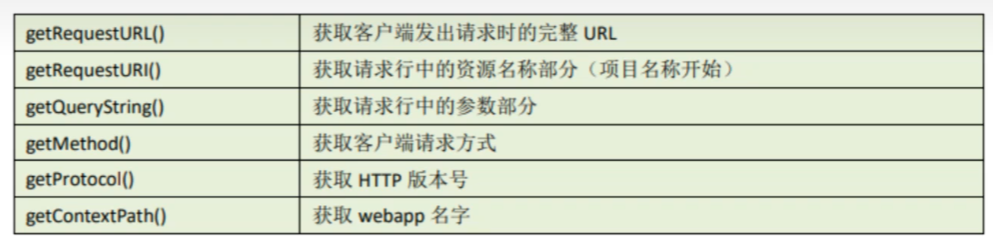 getRequestURL() 获取客户端发出请求时的完整 URL
getRequestURI() 获取请求行中的资源名称部分（项目名称开始）
getQueryString() 获取请求行中的参数部分
getMethod() 获取客户端请求方式
getProtocol() 获取 HTTP 版本号
getContextPath() 获取 webapp 名字